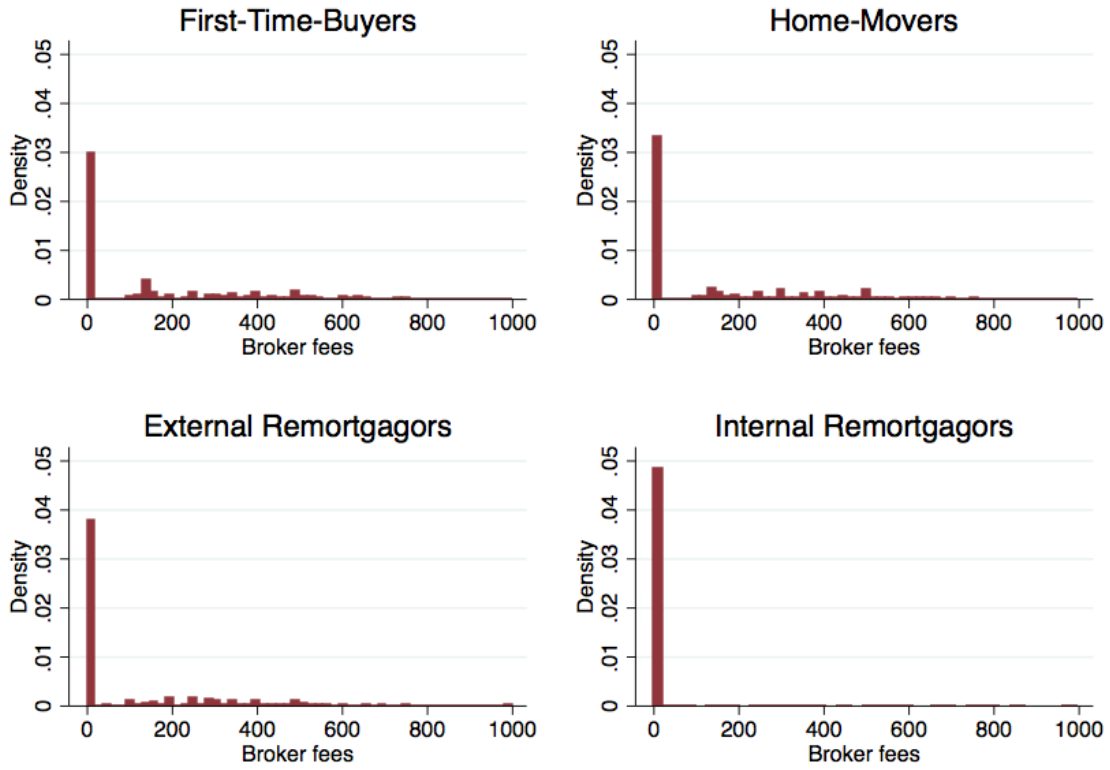 First-Time-Buyers
Density
0 .01 .02 .03 .04 .05
0 200 400 600 800 1000
Broker fees
Home-Movers
Density
0 .01 .02 .03 .04 .05
0 200 400 600 800 1000
Broker fees
External Remortgagors
Density
0 .01 .02 .03 .04 .05
0 200 400 600 800 1000
Broker fees
Internal Remortgagors
Density
0 .01 .02 .03 .04 .05
0 200 400 600 800 1000
Broker fees